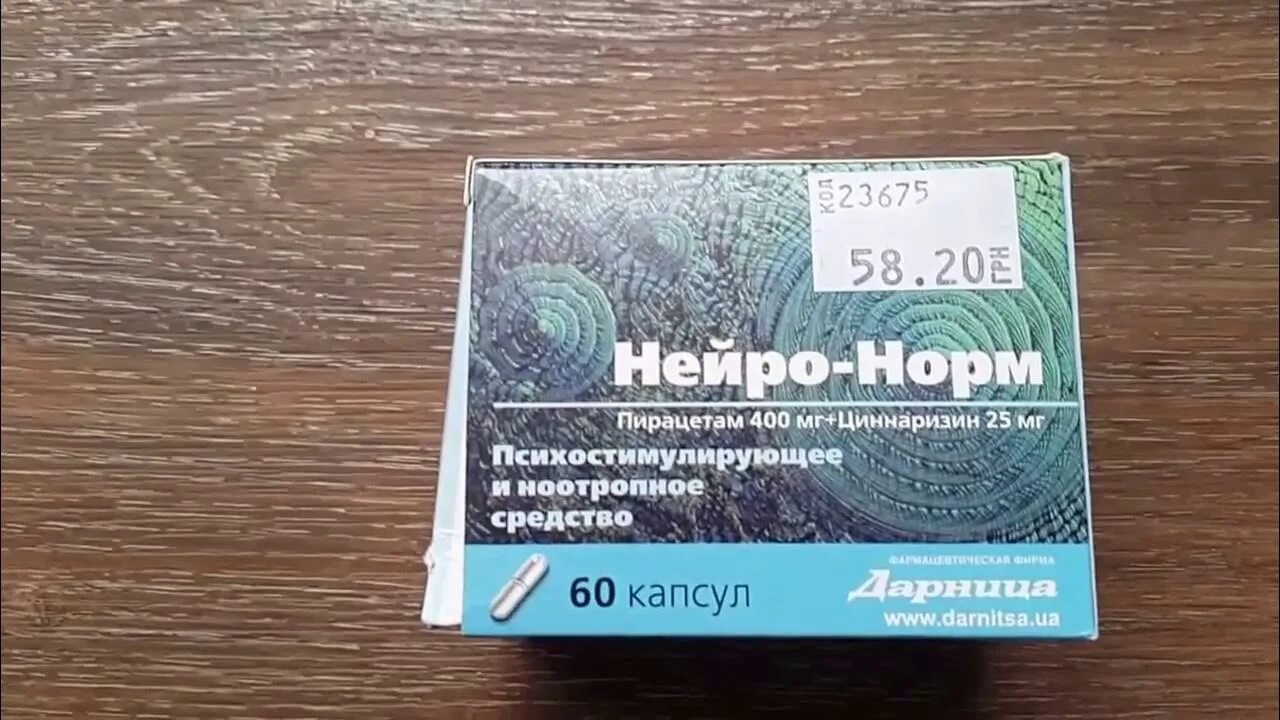 КОД 23675
58.20 ГРН
Нейро-Норм
Пирацетам 400 мг+Циннаризин 25 мг
Психостимулирующее
и ноотропное
средство
60 капсул
ФАРМАЦЕВТИЧЕСКАЯ ФИРМА
Дарница
www.darnitsa.ua